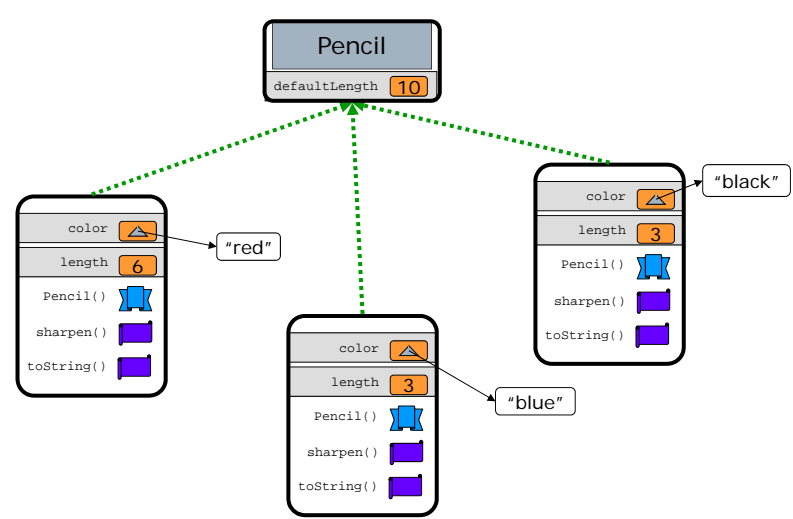 Pencil
defaultLength 10
color
"red"
length 6
Pencil()
sharpen()
toString()
color
"blue"
length 3
Pencil()
sharpen()
toString()
color
"black"
length 3
Pencil()
sharpen()
toString()